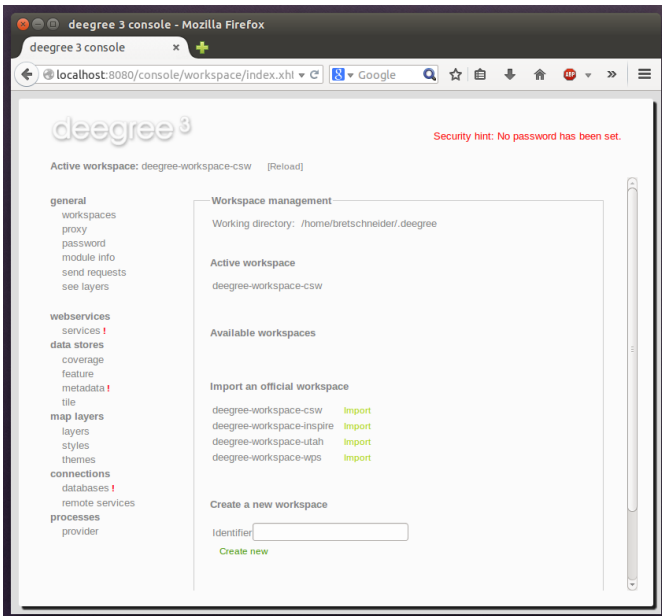 deegree 3 console - Mozilla Firefox
deegree 3 console
localhost:8080/console/workspace/index.xhl
Google
ABP
deegree 3
Security hint: No password has been set.
Active workspace: deegree-workspace-csw [Reload]
general
workspaces
proxy
password
module info
send requests
see layers
webservices
services !
data stores
coverage
feature
metadata !
tile
map layers
layers
styles
themes
connections
databases !
remote services
processes
provider
Workspace management
Working directory: /home/bretschneider/.deegree
Active workspace
deegree-workspace-csw
Available workspaces
Import an official workspace
deegree-workspace-csw Import
deegree-workspace-inspire Import
deegree-workspace-utah Import
deegree-workspace-wps Import
Create a new workspace
Identifier
Create new